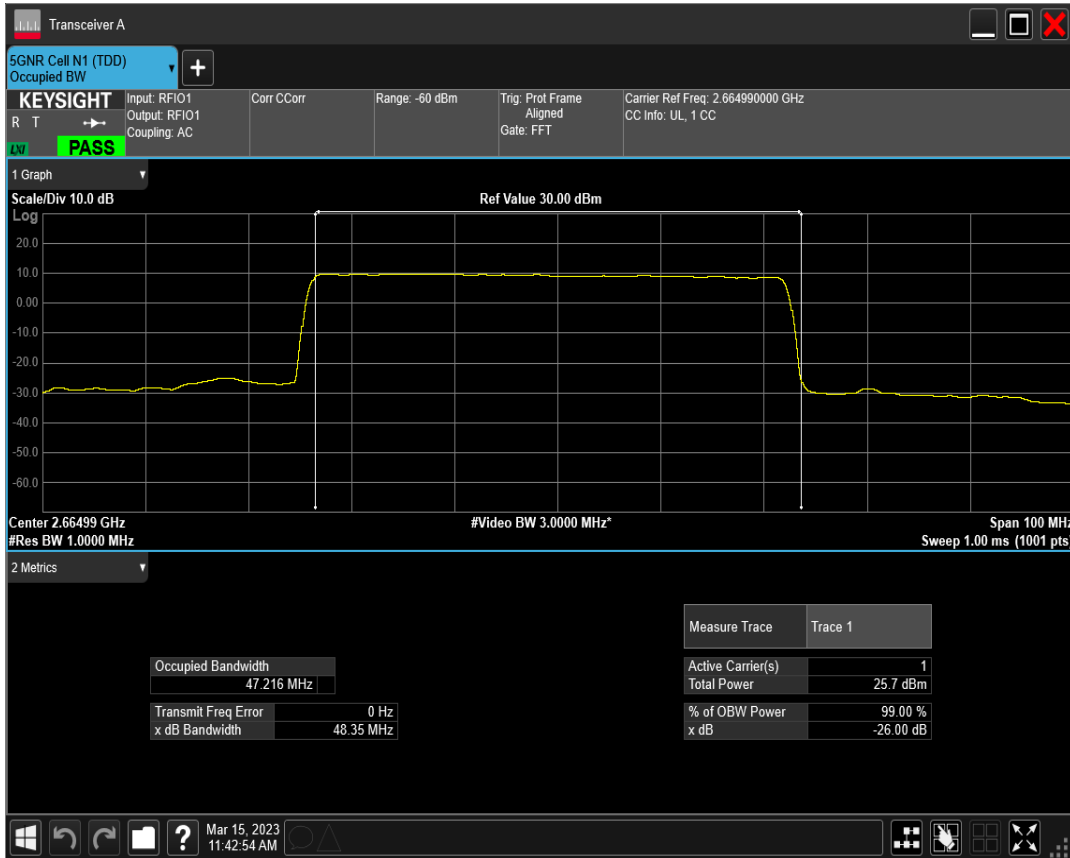 Transceiver A
5GNR Cell N1 (TDD)
Occupied BW
+
KEYSIGHT
R T
LXI
PASS
Input: RFIO1
Output: RFIO1
Coupling: AC
Corr CCorr
Range: -60 dBm
Trig: Prot Frame
Aligned
Gate: FFT
Carrier Ref Freq: 2.664990000 GHz
CC Info: UL, 1 CC
1 Graph
Scale/Div 10.0 dB
Ref Value 30.00 dBm
Log
20.0
10.0
0.00
-10.0
-20.0
-30.0
-40.0
-50.0
-60.0
Center 2.66499 GHz
#Video BW 3.0000 MHz*
Span 100 MHz
#Res BW 1.0000 MHz
Sweep 1.00 ms (1001 pts)
2 Metrics
Measure Trace Trace 1
Occupied Bandwidth
47.216 MHz
Transmit Freq Error 0 Hz
x dB Bandwidth 48.35 MHz
Active Carrier(s) 1
Total Power 25.7 dBm
% of OBW Power 99.00 %
x dB -26.00 dB
?
Mar 15, 2023
11:42:54 AM